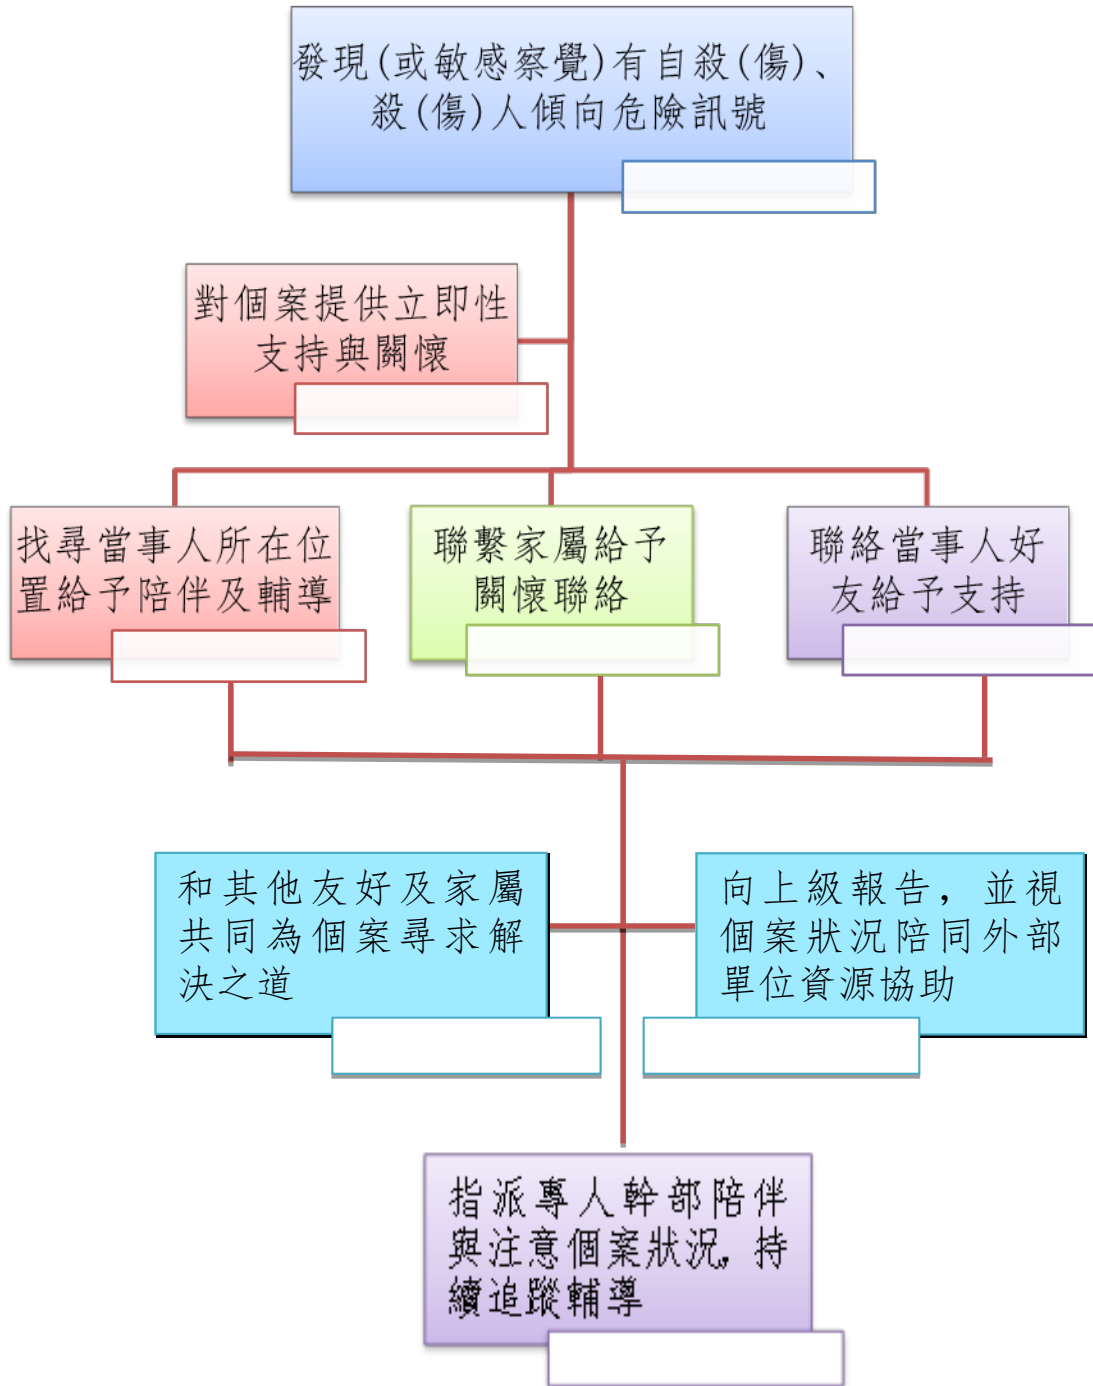 發現(或敏感察覺)有自殺(傷)、
殺(傷)人傾向危險訊號
對個案提供立即性
支持與關懷
找尋當事人所在位
置給予陪伴及輔導
聯繫家屬給予
關懷聯絡
聯絡當事人好
友給予支持
和其他友好及家屬
共同為個案尋求解
決之道
向上級報告，並視
個案狀況陪同外部
單位資源協助
指派專人幹部陪伴
與注意個案狀況,持
續追蹤輔導